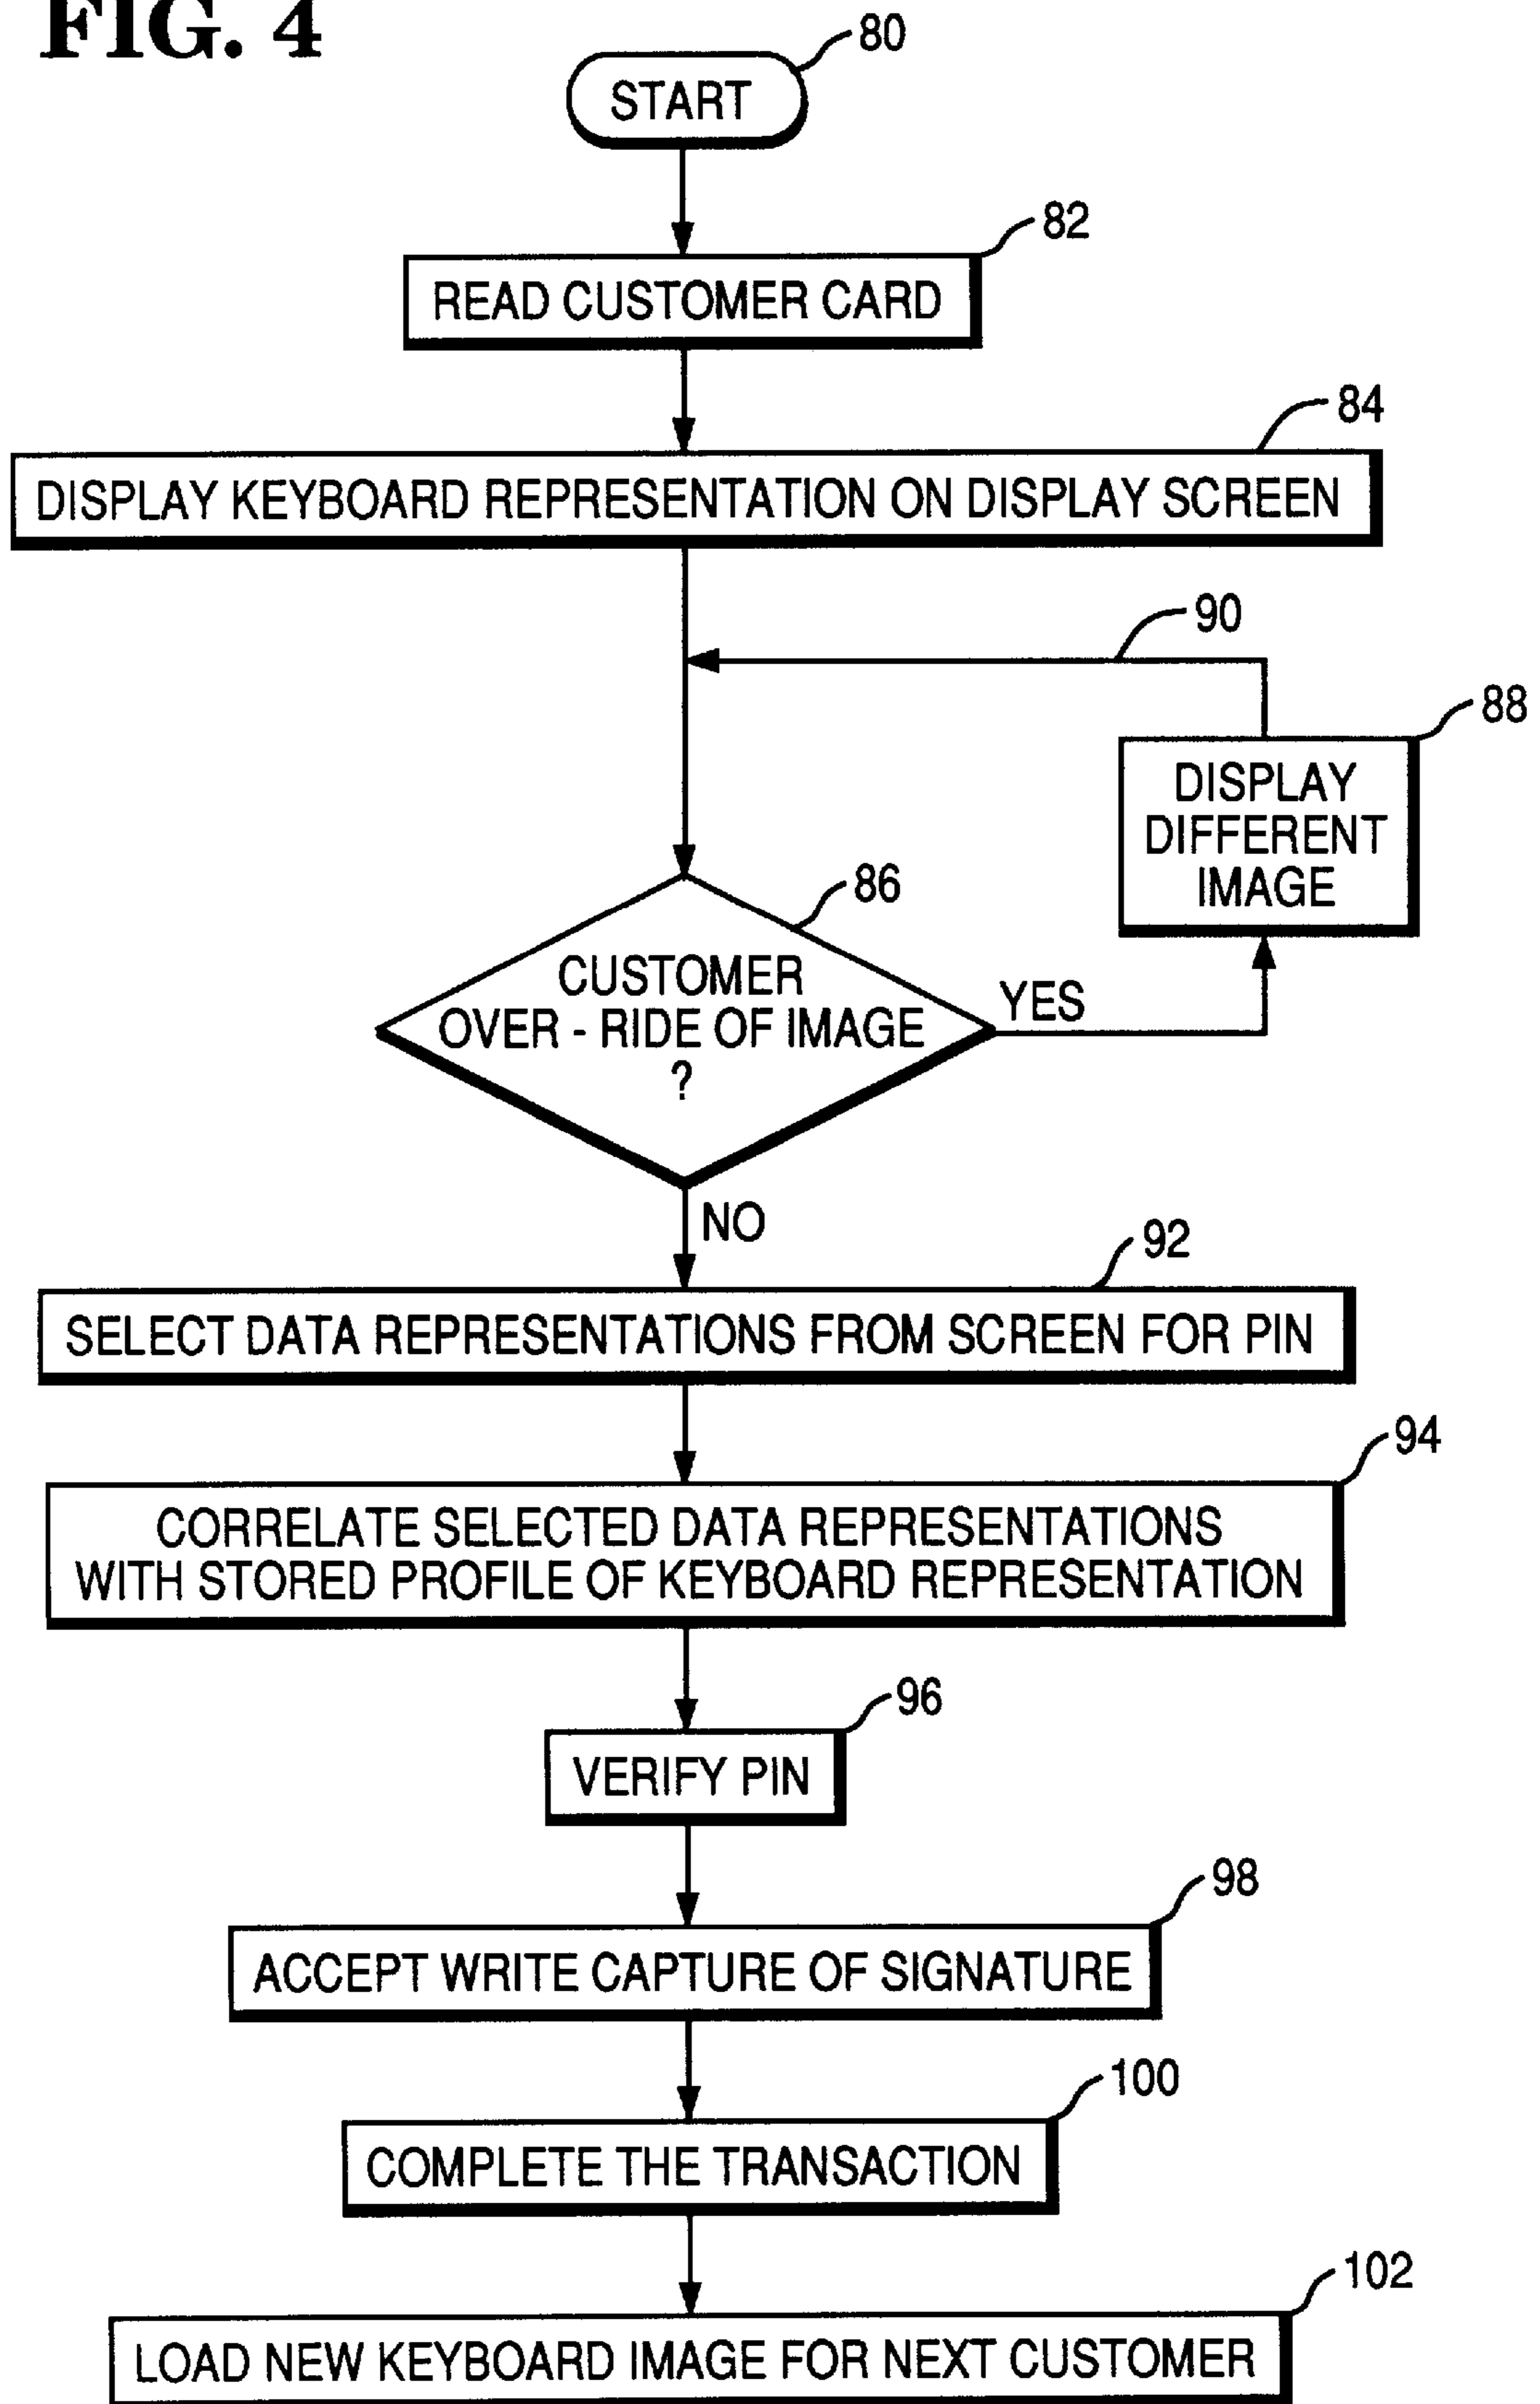 FIG. 4
80
START
82
READ CUSTOMER CARD
84
DISPLAY KEYBOARD REPRESENTATION ON DISPLAY SCREEN
90
88
DISPLAY
DIFFERENT
IMAGE
86
CUSTOMER
OVER - RIDE OF IMAGE
?
YES
NO
92
SELECT DATA REPRESENTATIONS FROM SCREEN FOR PIN
94
CORRELATE SELECTED DATA REPRESENTATIONS
WITH STORED PROFILE OF KEYBOARD REPRESENTATION
96
VERIFY PIN
98
ACCEPT WRITE CAPTURE OF SIGNATURE
100
COMPLETE THE TRANSACTION
102
LOAD NEW KEYBOARD IMAGE FOR NEXT CUSTOMER